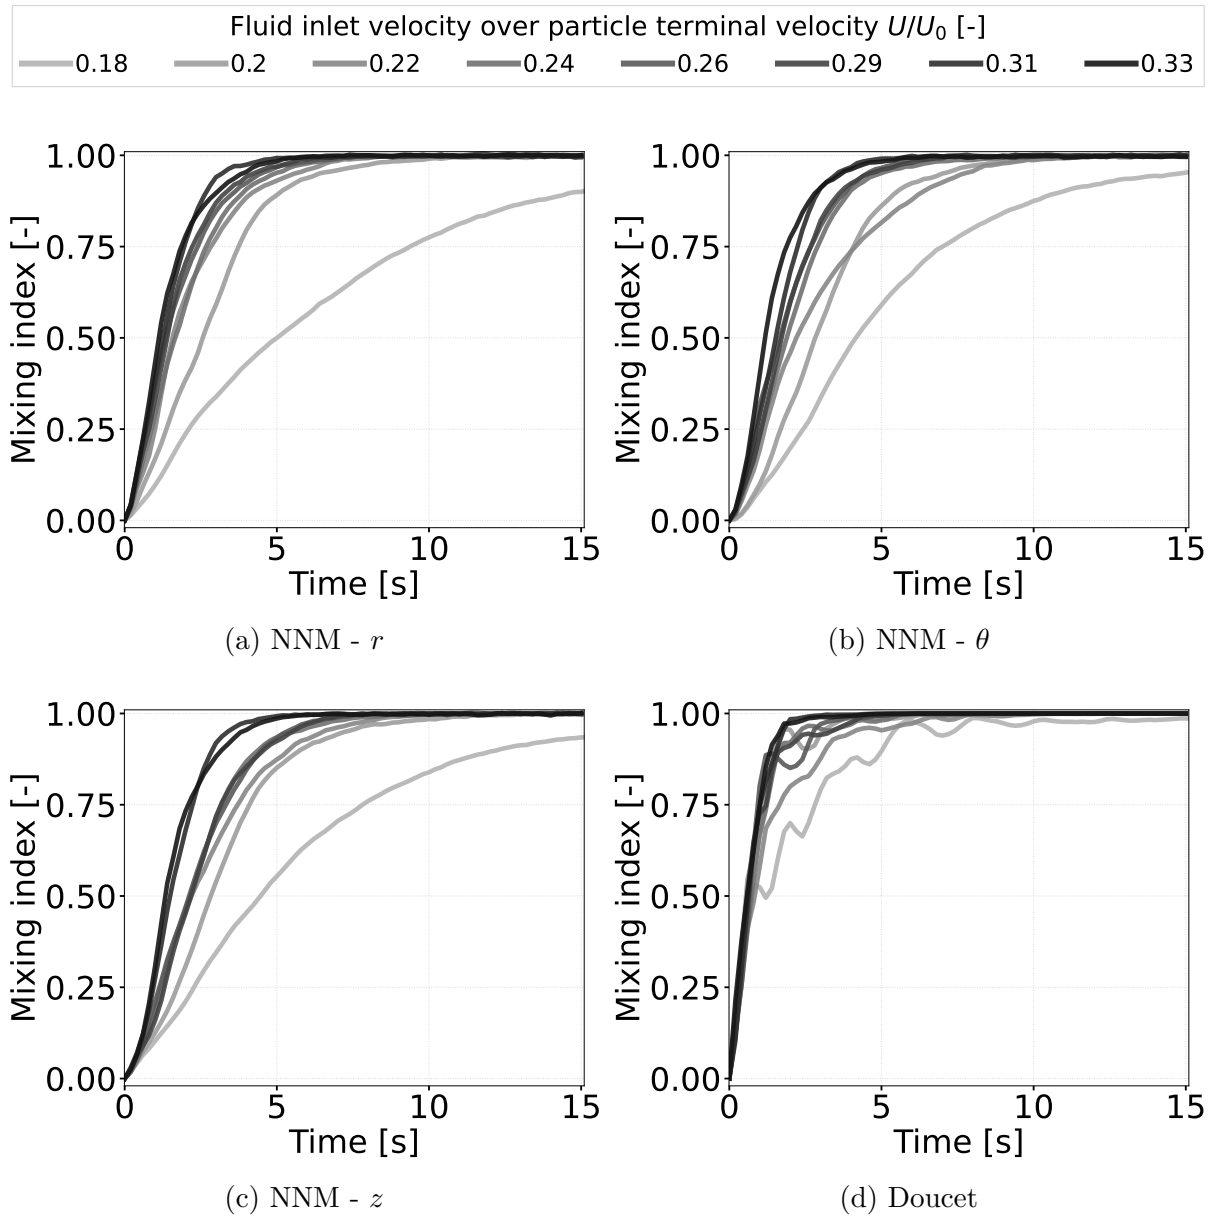 Fluid inlet velocity over particle terminal velocity U/U₀ [-]
0.18 0.2 0.22 0.24 0.26 0.29 0.31 0.33
1.00
0.75
0.50
0.25
0.00
Mixing index [-]
0 5 10 15
Time [s]
(a) NNM - r
1.00
0.75
0.50
0.25
0.00
Mixing index [-]
0 5 10 15
Time [s]
(b) NNM - θ
1.00
0.75
0.50
0.25
0.00
Mixing index [-]
0 5 10 15
Time [s]
(c) NNM - z
1.00
0.75
0.50
0.25
0.00
Mixing index [-]
0 5 10 15
Time [s]
(d) Doucet